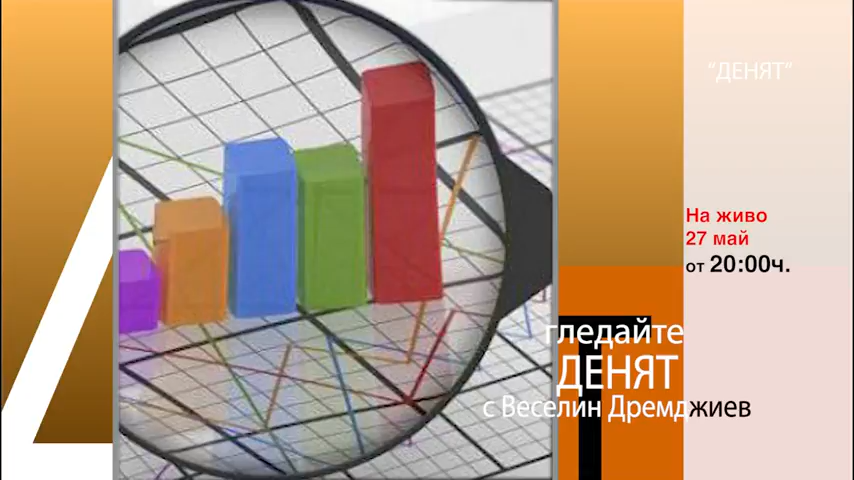 “ДЕНЯТ“
На живо
27 май
от 20:00ч.
гледайте
ДЕНЯТ
с Веселин Дремджиев